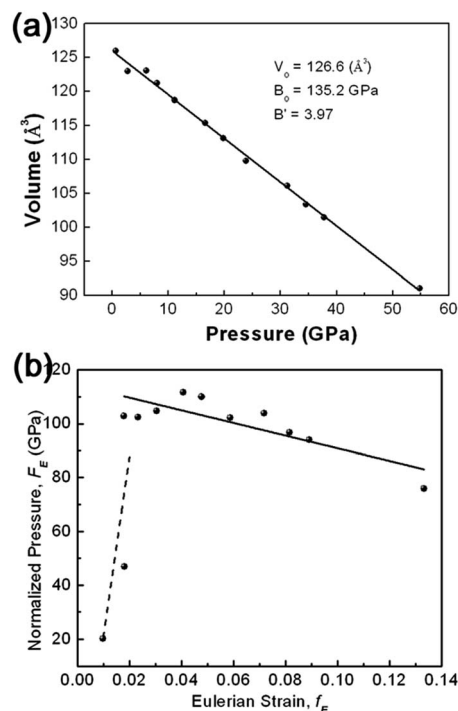 (a)
130
125
120
115
110
105
100
95
90
Volume (Å³)
V₀ = 126.6 (Å³)
B₀ = 135.2 GPa
B' = 3.97
0 10 20 30 40 50 60
Pressure (GPa)
(b)
120
100
80
60
40
20
Normalized Pressure, F_E (GPa)
0.00 0.02 0.04 0.06 0.08 0.10 0.12 0.14
Eulerian Strain, f_E